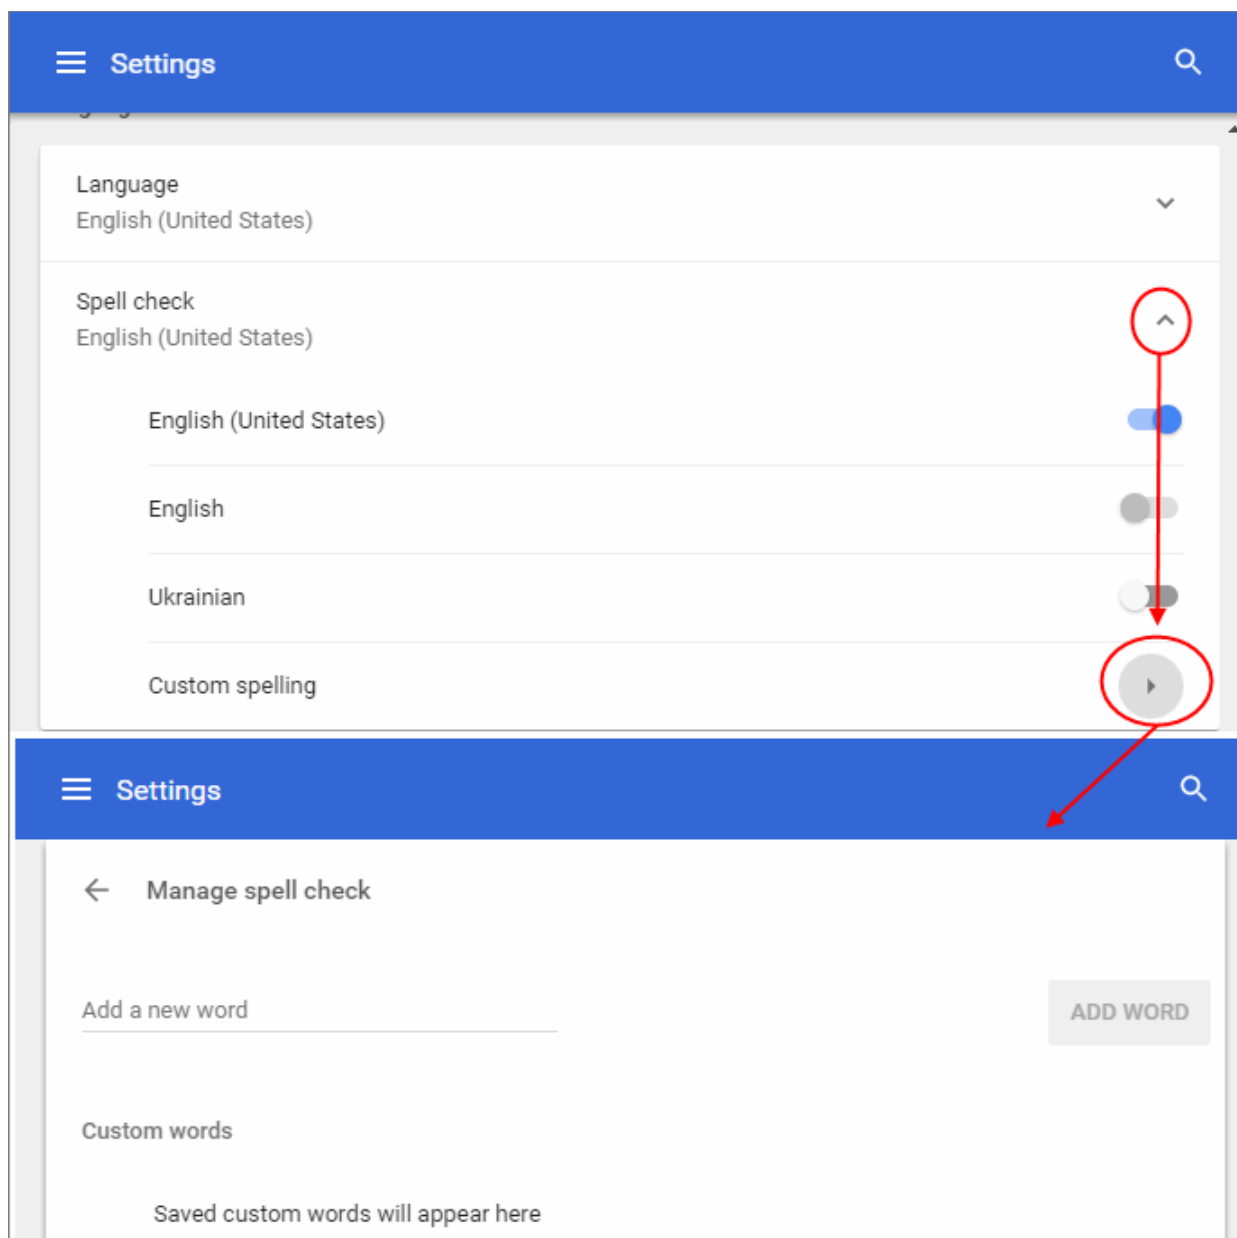 Settings
Language
English (United States)
Spell check
English (United States)
English (United States)
English
Ukrainian
Custom spelling
Settings
Manage spell check
Add a new word
ADD WORD
Custom words
Saved custom words will appear here